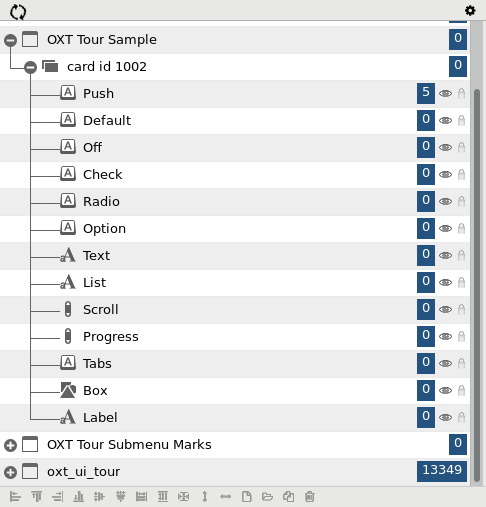 OXT Tour Sample 0
card id 1002 0
Push 5
Default 0
Off 0
Check 0
Radio 0
Option 0
Text 0
List 0
Scroll 0
Progress 0
Tabs 0
Box 0
Label 0
OXT Tour Submenu Marks 0
oxt_ui_tour 13349